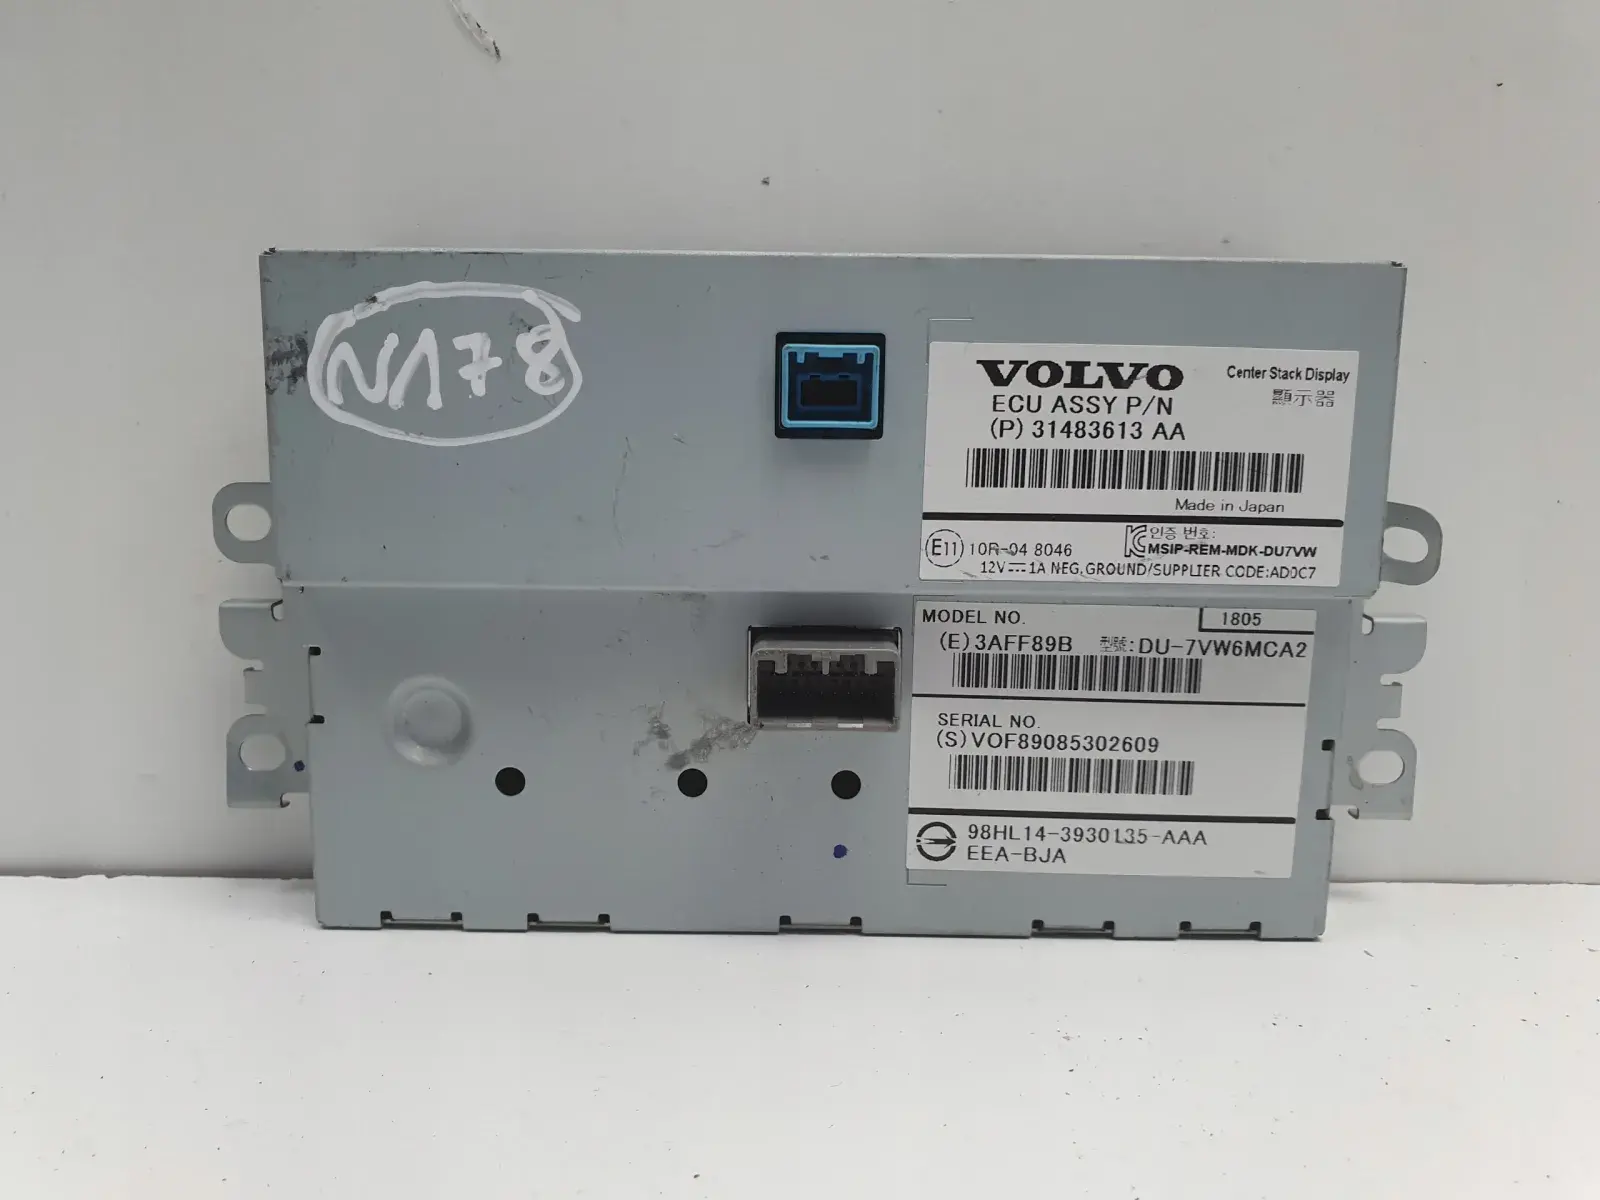 N178
VOLVO
Center Stack Display
顯示器
ECU ASSY P/N
(P) 31483613 AA
Made in Japan
E11 10R-04 8046
인증 번호:
MSIP-REM-MDK-DU7VW
12V⎓1A NEG.GROUND/SUPPLIER CODE:AD0C7
MODEL NO. 1805
(E) 3AFF89B 型號: DU-7VW6MCA2
SERIAL NO.
(S) VOF89085302609
98HL14-3930135-AAA
EEA-BJA